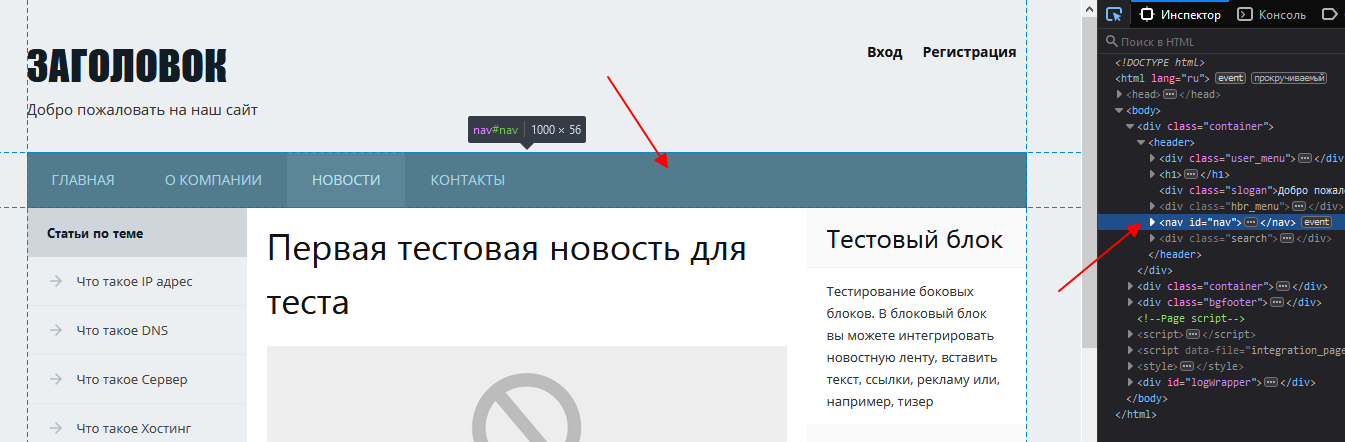 ЗАГОЛОВОК
Добро пожаловать на наш сайт
Вход Регистрация
nav#nav 1000 × 56
ГЛАВНАЯ О КОМПАНИИ НОВОСТИ КОНТАКТЫ
Статьи по теме
Что такое IP адрес
Что такое DNS
Что такое Сервер
Что такое Хостинг
Первая тестовая новость для
теста
Тестовый блок
Тестирование боковых
блоков. В блоковый блок
вы можете интегрировать
новостную ленту, вставить
текст, ссылки, рекламу или,
например, тизер
Инспектор Консоль
Поиск в HTML
<!DOCTYPE html>
<html lang="ru"> event прокручиваемый
<head> ••• </head>
<body>
<div class="container">
<header>
<div class="user_menu"> ••• </div
<h1> ••• </h1>
<div class="slogan">Добро пожал
<div class="hbr_menu"> ••• </div>
<nav id="nav"> ••• </nav> event
<div class="search"> ••• </div>
</header>
</div>
<div class="container"> ••• </div>
<div class="bgfooter"> ••• </div>
<!--Page script-->
<script> ••• </script>
<script data-file="integration_page
<style> ••• </style>
<div id="logWrapper"> ••• </div>
</body>
</html>